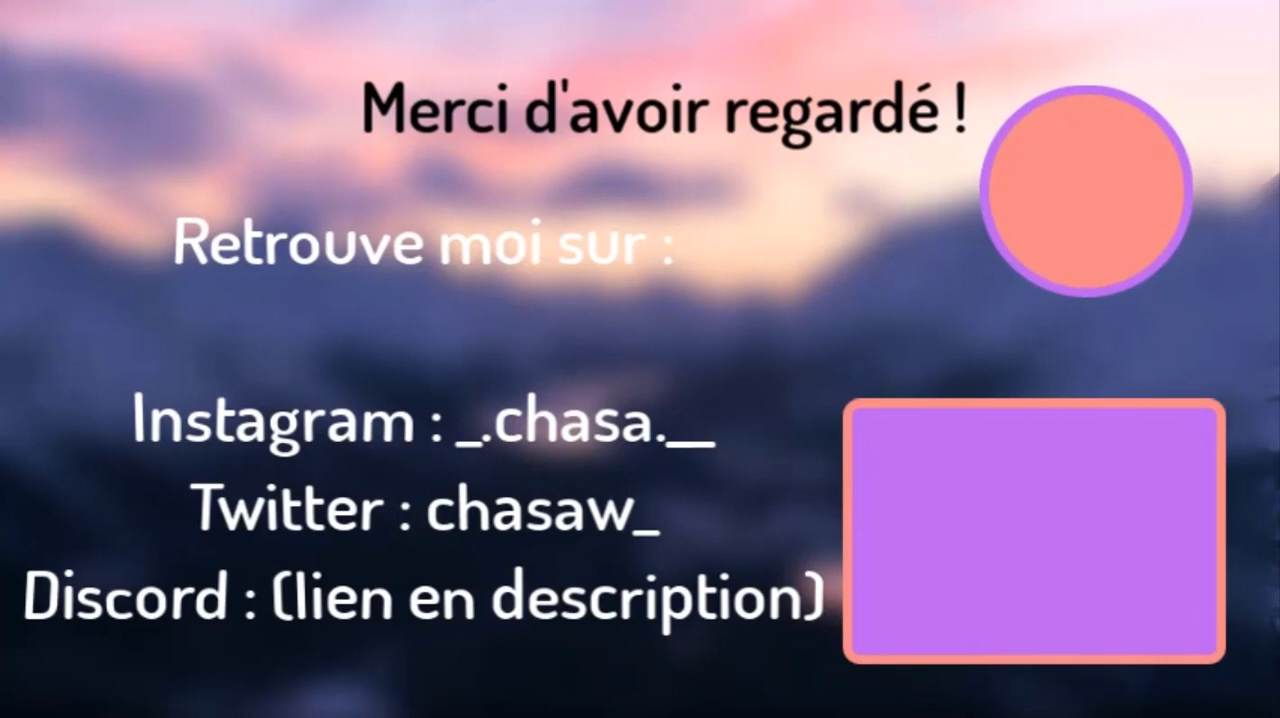 Merci d'avoir regardé !
Retrouve moi sur :
Instagram : _.chasa.__
Twitter : chasaw_
Discord : (lien en description)